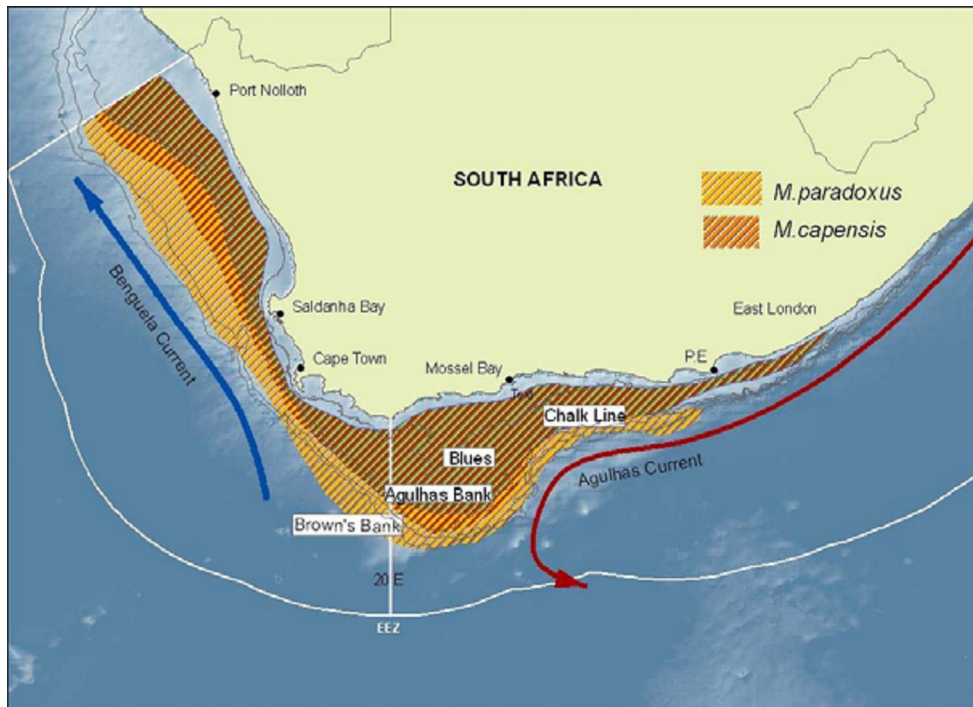 Port Nolloth
SOUTH AFRICA
M.paradoxus
M.capensis
Benguela Current
Saldanha Bay
East London
Cape Town
Mossel Bay
P.E
Text
Chalk Line
Blues
Agulhas Current
Agulhas Bank
Brown's Bank
20 E
EEZ